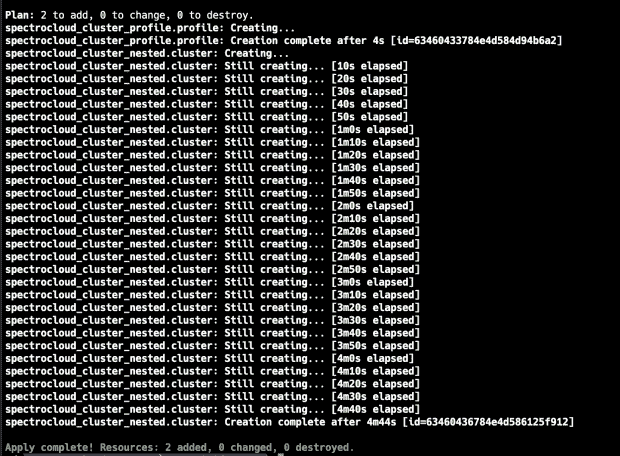 Plan: 2 to add, 0 to change, 0 to destroy.
spectrocloud_cluster_profile.profile: Creating...
spectrocloud_cluster_profile.profile: Creation complete after 4s [id=63460433784e4d584d94b6a2]
spectrocloud_cluster_nested.cluster: Creating...
spectrocloud_cluster_nested.cluster: Still creating... [10s elapsed]
spectrocloud_cluster_nested.cluster: Still creating... [20s elapsed]
spectrocloud_cluster_nested.cluster: Still creating... [30s elapsed]
spectrocloud_cluster_nested.cluster: Still creating... [40s elapsed]
spectrocloud_cluster_nested.cluster: Still creating... [50s elapsed]
spectrocloud_cluster_nested.cluster: Still creating... [1m0s elapsed]
spectrocloud_cluster_nested.cluster: Still creating... [1m10s elapsed]
spectrocloud_cluster_nested.cluster: Still creating... [1m20s elapsed]
spectrocloud_cluster_nested.cluster: Still creating... [1m30s elapsed]
spectrocloud_cluster_nested.cluster: Still creating... [1m40s elapsed]
spectrocloud_cluster_nested.cluster: Still creating... [1m50s elapsed]
spectrocloud_cluster_nested.cluster: Still creating... [2m0s elapsed]
spectrocloud_cluster_nested.cluster: Still creating... [2m10s elapsed]
spectrocloud_cluster_nested.cluster: Still creating... [2m20s elapsed]
spectrocloud_cluster_nested.cluster: Still creating... [2m30s elapsed]
spectrocloud_cluster_nested.cluster: Still creating... [2m40s elapsed]
spectrocloud_cluster_nested.cluster: Still creating... [2m50s elapsed]
spectrocloud_cluster_nested.cluster: Still creating... [3m0s elapsed]
spectrocloud_cluster_nested.cluster: Still creating... [3m10s elapsed]
spectrocloud_cluster_nested.cluster: Still creating... [3m20s elapsed]
spectrocloud_cluster_nested.cluster: Still creating... [3m30s elapsed]
spectrocloud_cluster_nested.cluster: Still creating... [3m40s elapsed]
spectrocloud_cluster_nested.cluster: Still creating... [3m50s elapsed]
spectrocloud_cluster_nested.cluster: Still creating... [4m0s elapsed]
spectrocloud_cluster_nested.cluster: Still creating... [4m10s elapsed]
spectrocloud_cluster_nested.cluster: Still creating... [4m20s elapsed]
spectrocloud_cluster_nested.cluster: Still creating... [4m30s elapsed]
spectrocloud_cluster_nested.cluster: Still creating... [4m40s elapsed]
spectrocloud_cluster_nested.cluster: Creation complete after 4m44s [id=63460436784e4d586125f912]
Apply complete! Resources: 2 added, 0 changed, 0 destroyed.